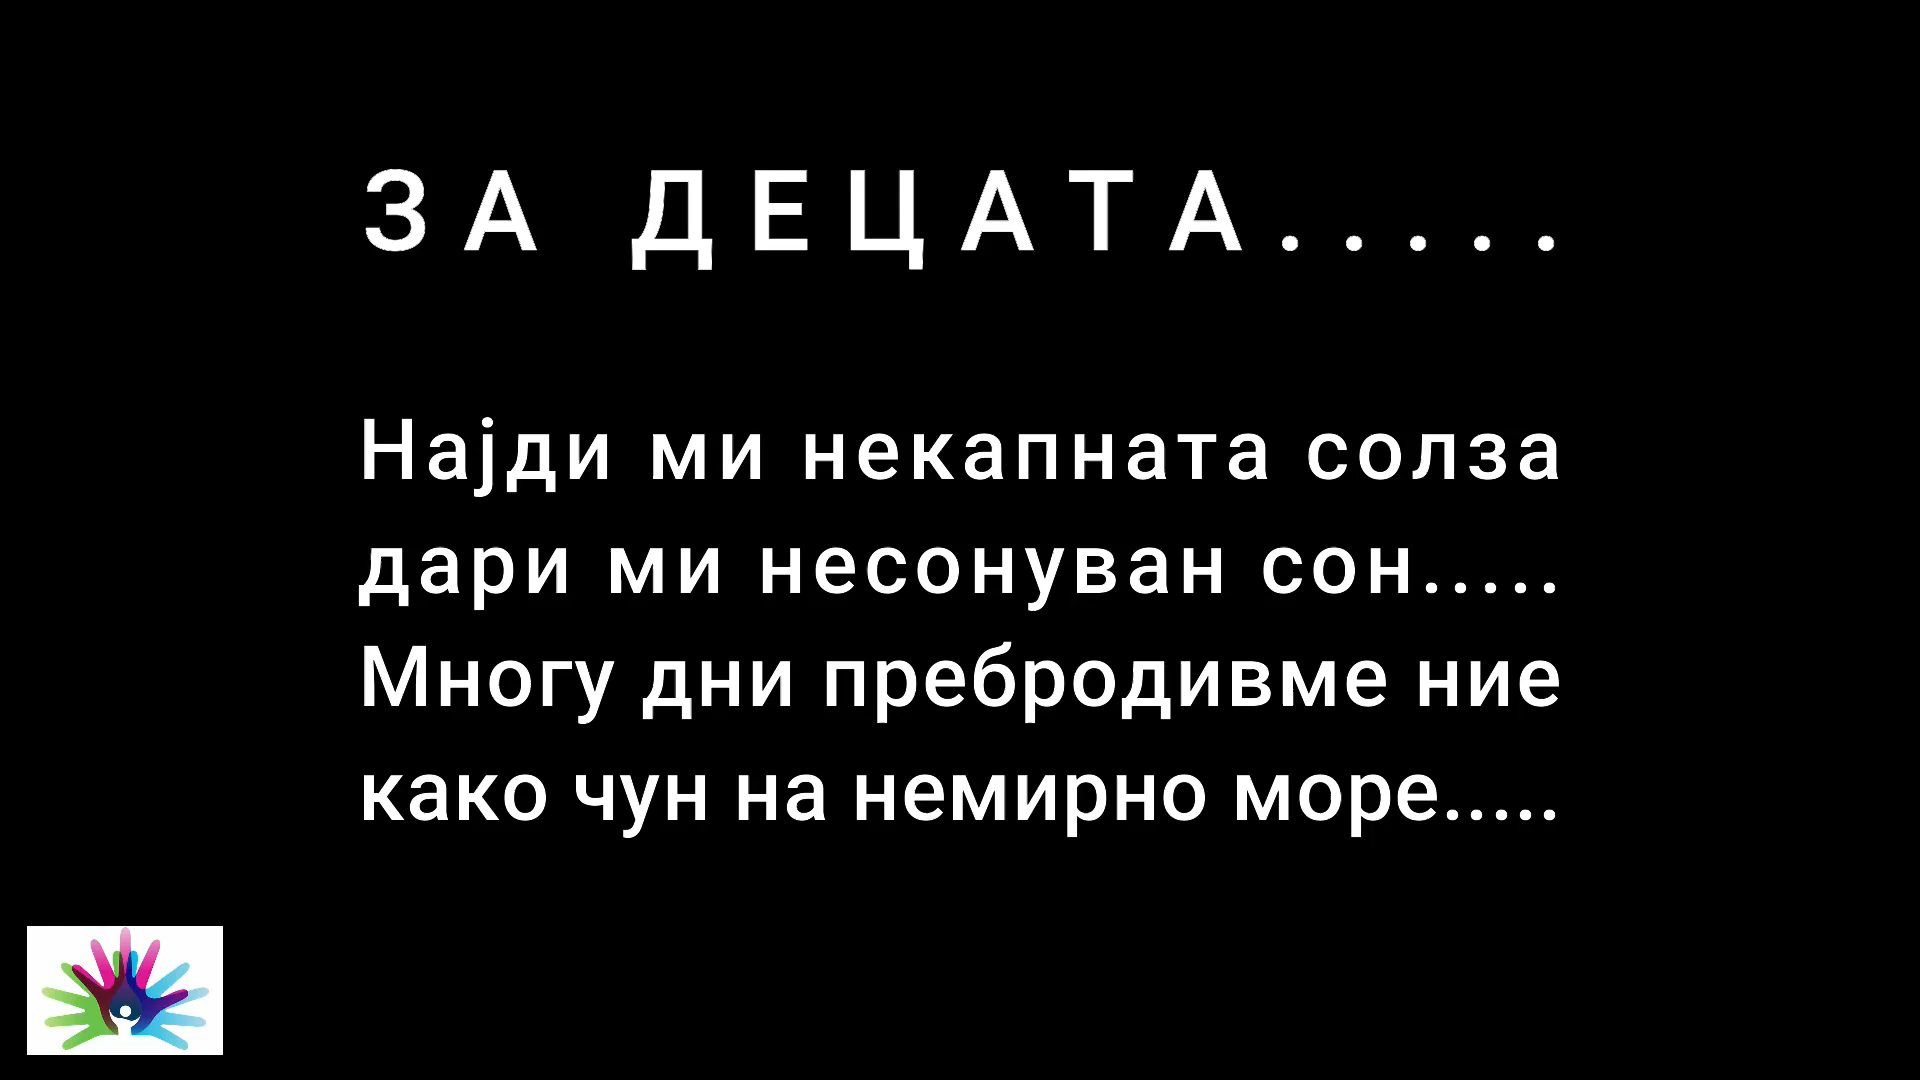 ЗА ДЕЦАТА.....
Најди ми некапната солза
дари ми несонуван сон.....
Многу дни пребродивме ние
како чун на немирно море.....